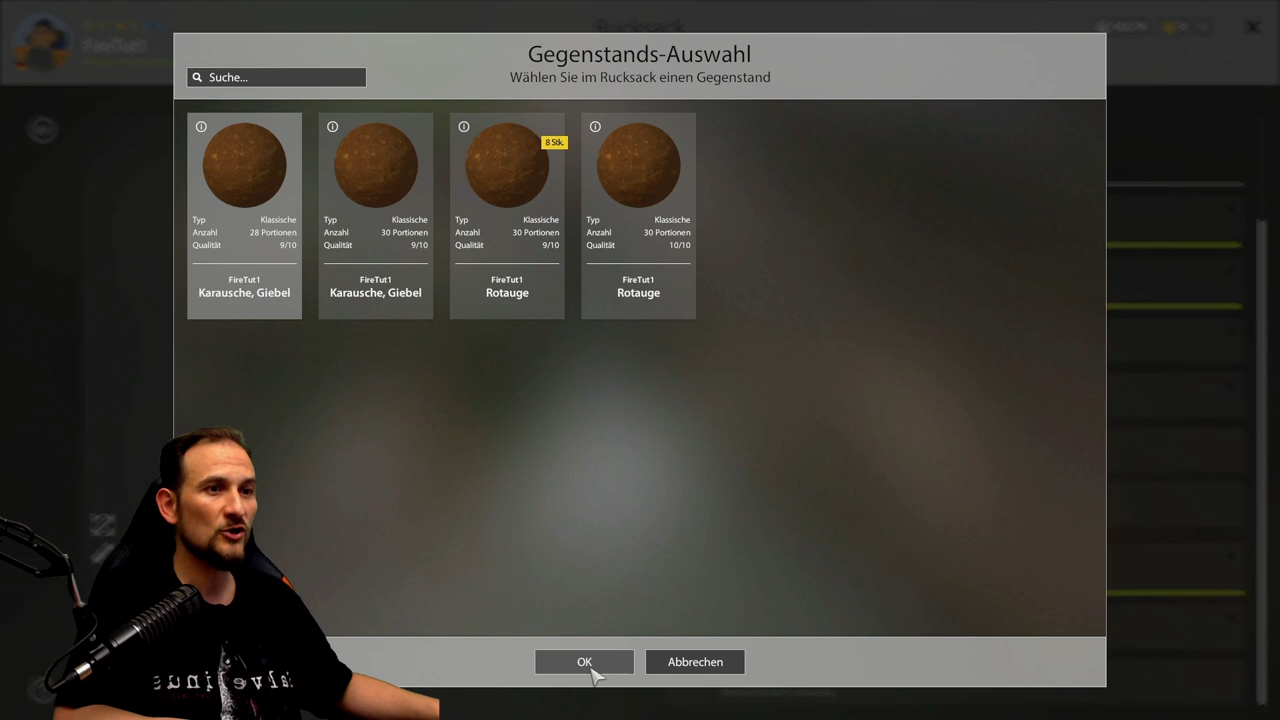 FireTut1
Rucksack
Gegenstands-Auswahl
Suche...
Wählen Sie im Rucksack einen Gegenstand
Typ Klassische
Anzahl 28 Portionen
Qualität 9/10
FireTut1
Karausche, Giebel
Typ Klassische
Anzahl 30 Portionen
Qualität 9/10
FireTut1
Karausche, Giebel
8 Stk.
Typ Klassische
Anzahl 30 Portionen
Qualität 9/10
FireTut1
Rotauge
Typ Klassische
Anzahl 30 Portionen
Qualität 10/10
FireTut1
Rotauge
OK
Abbrechen